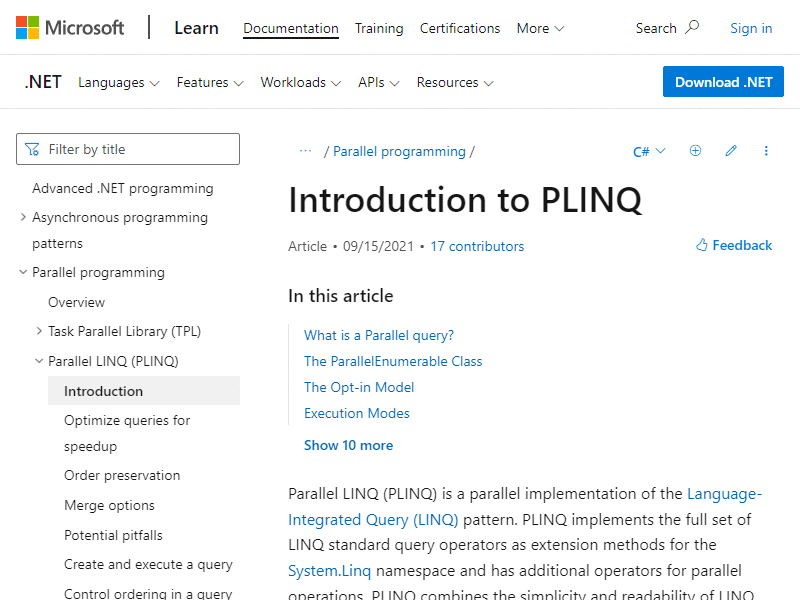 Microsoft
Learn
Documentation
Training
Certifications
More
Search
Sign in
.NET
Languages
Features
Workloads
APIs
Resources
Download .NET
Filter by title
Advanced .NET programming
Asynchronous programming
patterns
Parallel programming
Overview
Task Parallel Library (TPL)
Parallel LINQ (PLINQ)
Introduction
Optimize queries for
speedup
Order preservation
Merge options
Potential pitfalls
Create and execute a query
Control ordering in a query
··· / Parallel programming /
C#
Introduction to PLINQ
Article • 09/15/2021 • 17 contributors
Feedback
In this article
What is a Parallel query?
The ParallelEnumerable Class
The Opt-in Model
Execution Modes
Show 10 more
Parallel LINQ (PLINQ) is a parallel implementation of the Language-
Integrated Query (LINQ) pattern. PLINQ implements the full set of
LINQ standard query operators as extension methods for the
System.Linq namespace and has additional operators for parallel
operations. PLINQ combines the simplicity and readability of LINQ